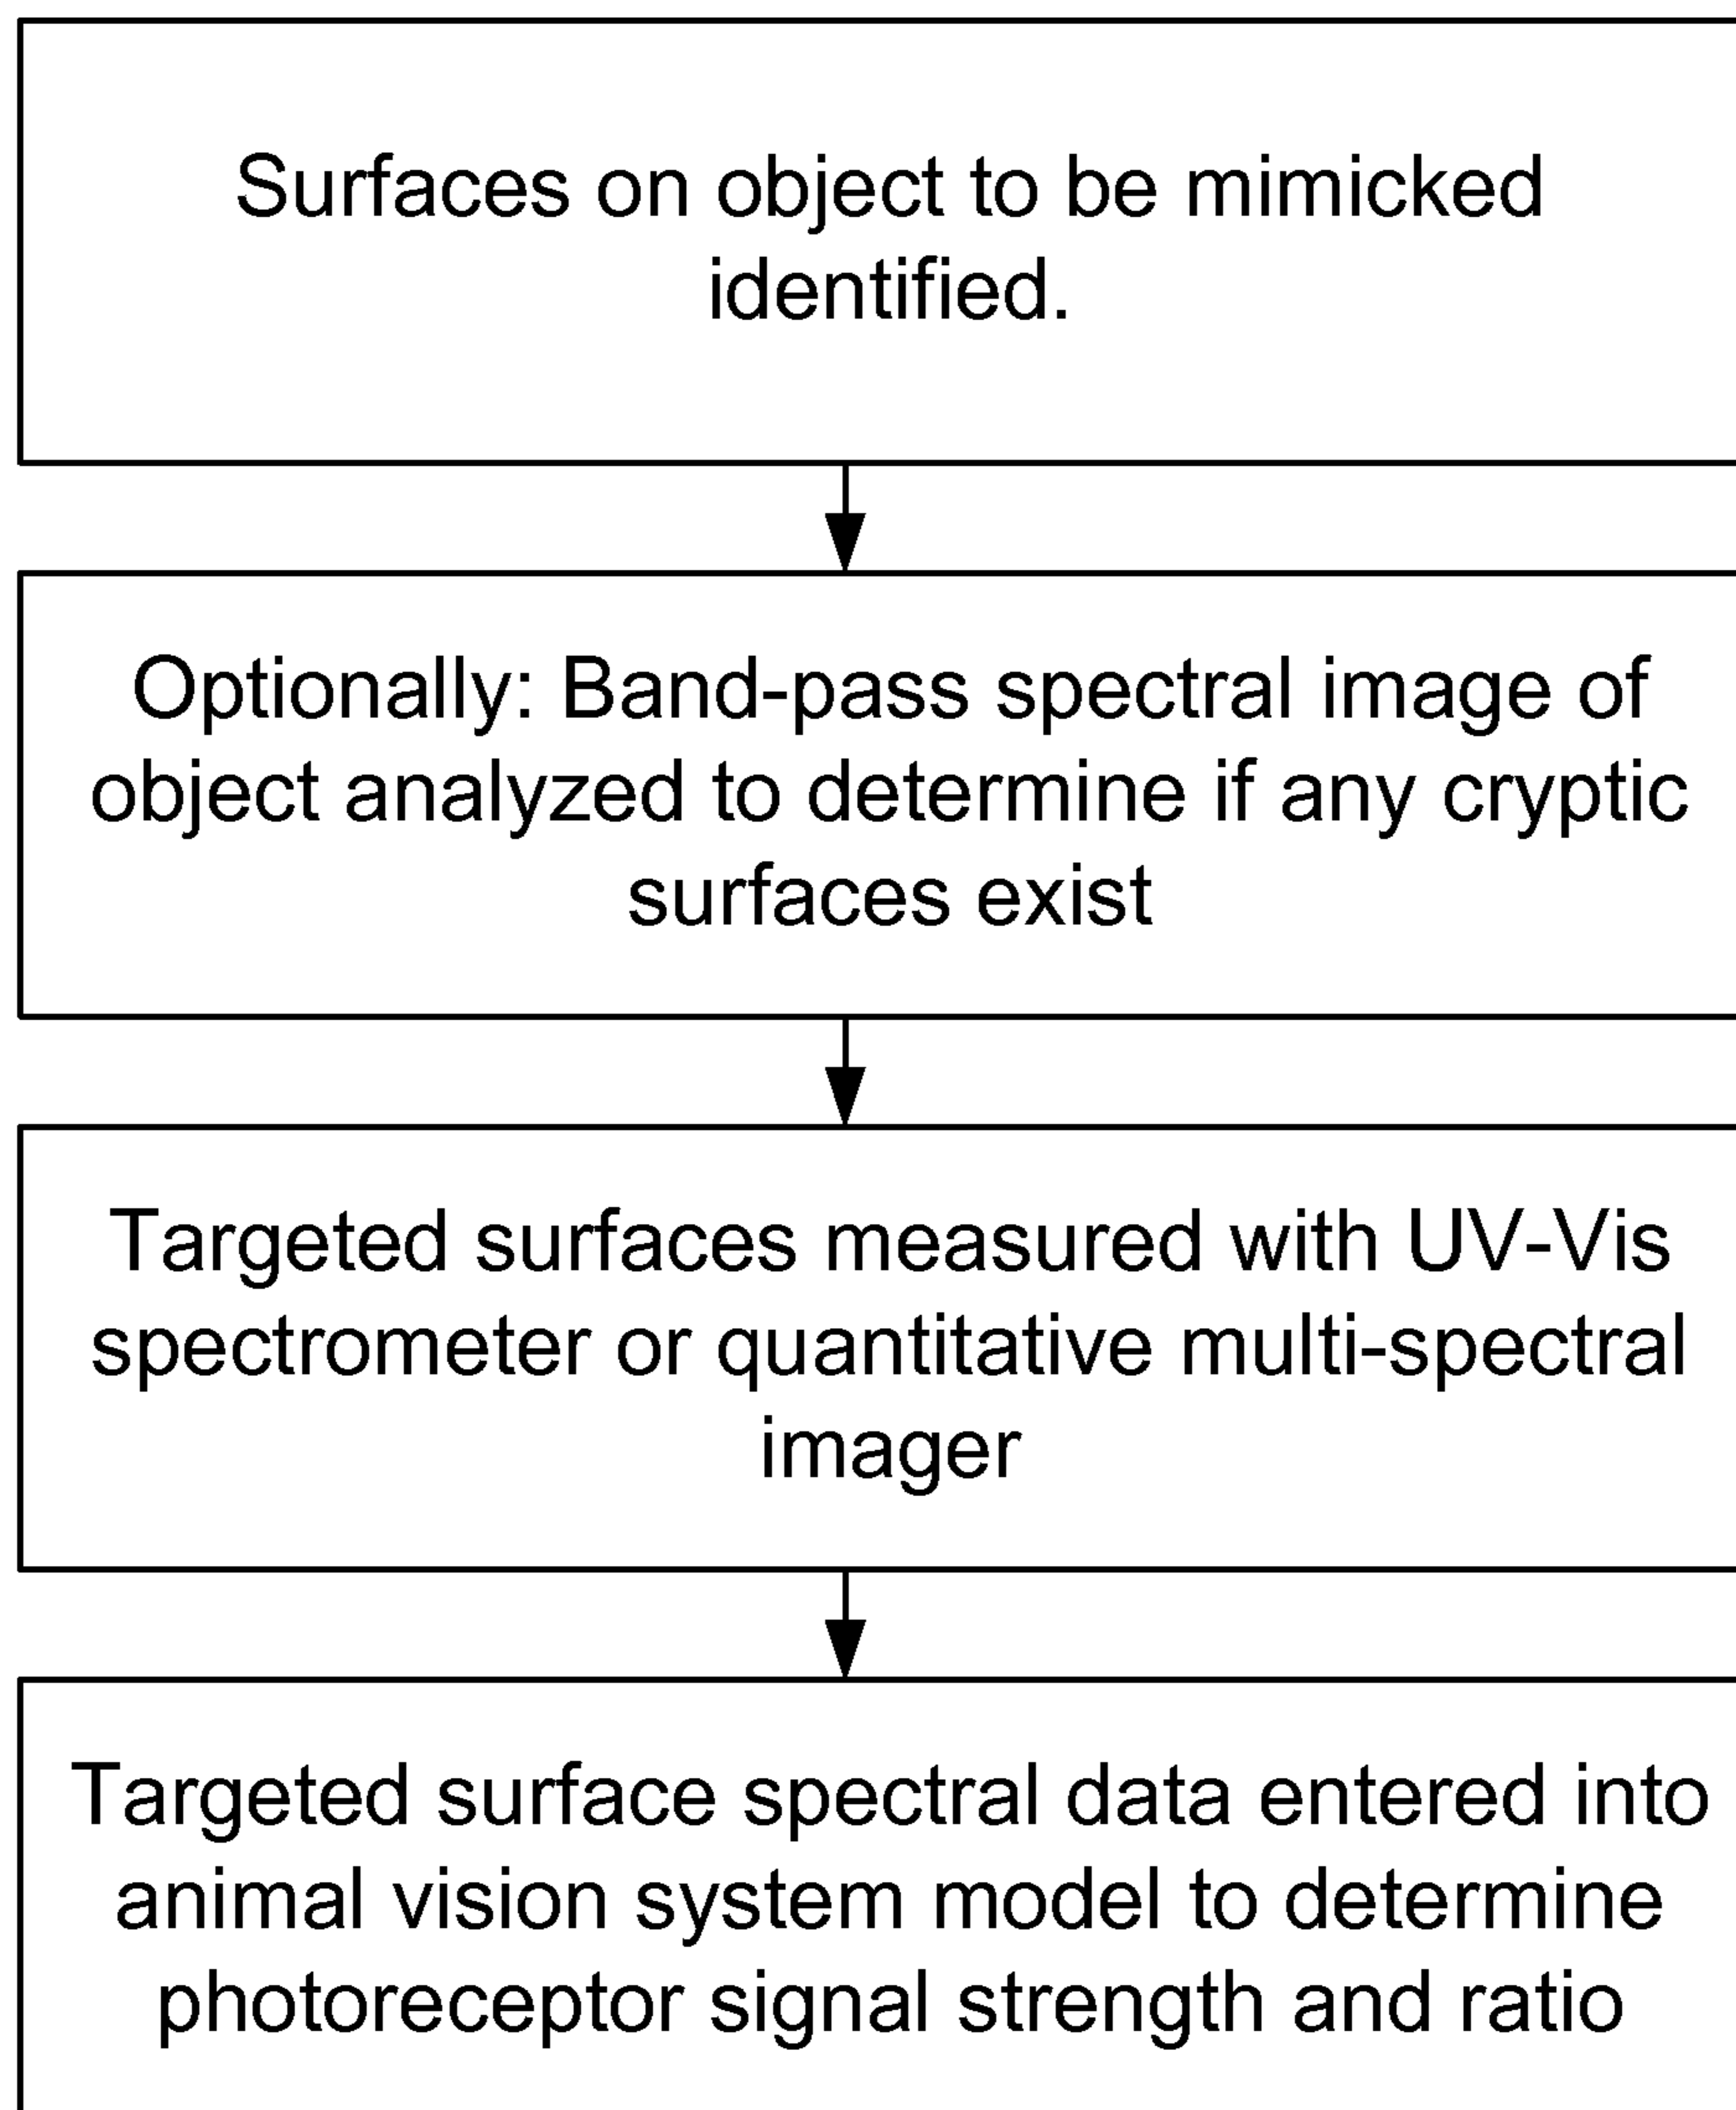 Surfaces on object to be mimicked
identified.
Optionally: Band-pass spectral image of
object analyzed to determine if any cryptic
surfaces exist
Targeted surfaces measured with UV-Vis
spectrometer or quantitative multi-spectral
imager
Targeted surface spectral data entered into
animal vision system model to determine
photoreceptor signal strength and ratio